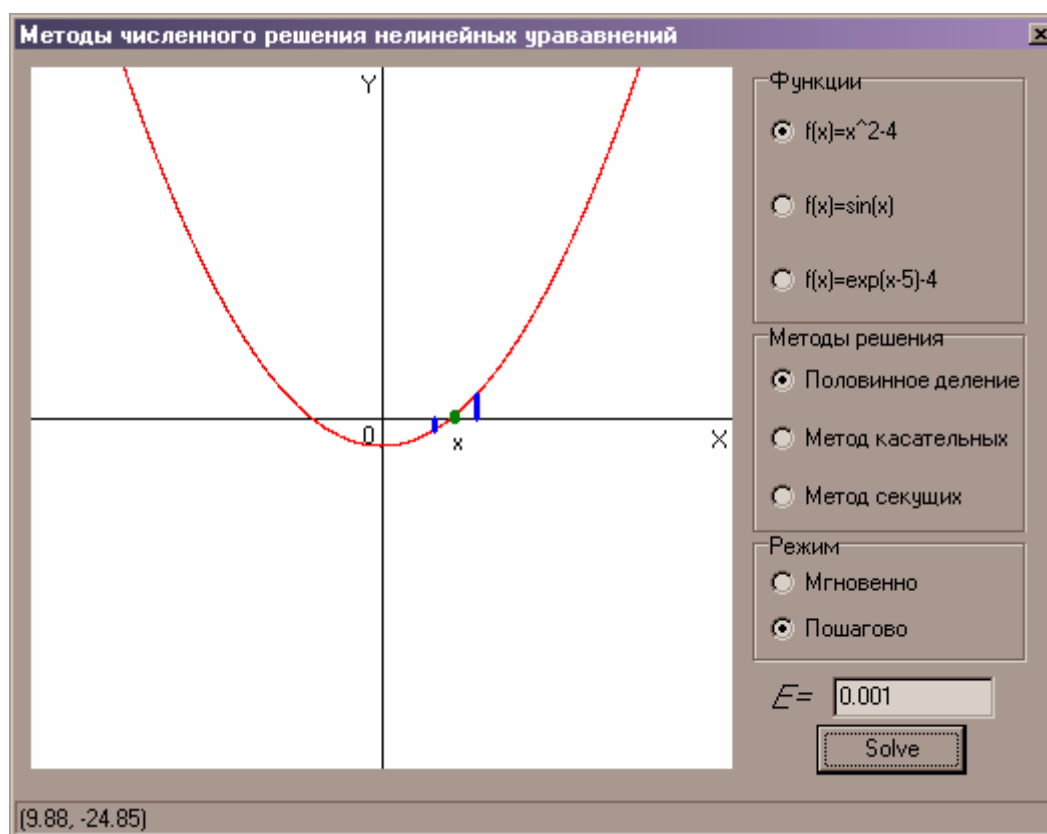 Методы численного решения нелинейных урававнений
Y
0
x
X
Функции
f(x)=x^2-4
f(x)=sin(x)
f(x)=exp(x-5)-4
Методы решения
Половинное деление
Метод касательных
Метод секущих
Режим
Мгновенно
Пошагово
E= 0.001
Solve
(9.88, -24.85)